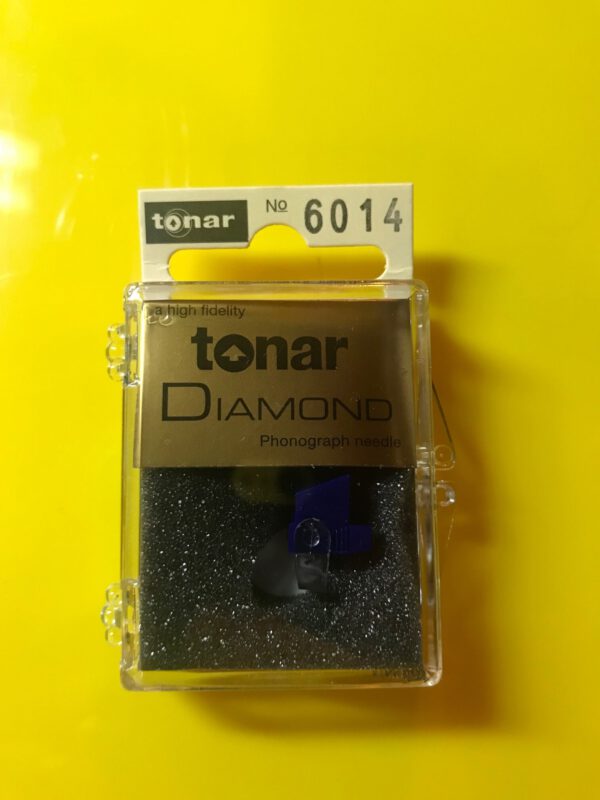 tonar № 6014
a high fidelity
tonar
DIAMOND
Phonograph needle